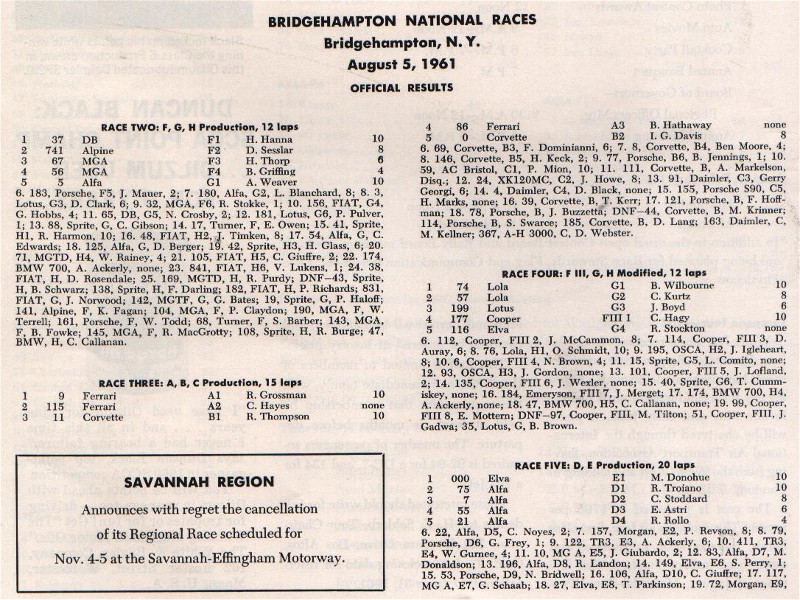 BRIDGEHAMPTON NATIONAL RACES
Bridgehampton, N. Y.
August 5, 1961
OFFICIAL RESULTS
RACE TWO: F, G, H Production, 12 laps
1 37 DB F1 J. Hanna 10
2 741 Alpine F2 D. Sesslar 8
3 67 MGA F3 H. Thorp 6
4 56 MGA F4 B. Griffing 4
5 5 Alfa G1 A. Weaver 10
6. 183, Porsche, F5, J. Mauer, 2; 7. 180, Alfa, G2, J. Blanchard, 8; 8. 3,
Lotus, G3, D. Clark, 6; 9. 32, MGA, F6, R. Stokke, 1; 10. 156, FIAT, G4,
G. Hobbs, 4; 11. 65, DB, G5, N. Crosby, 2; 12. 181, Lotus, G6, P. Pulver,
1; 13. 88, Sprite, G, C. Gibson; 14. 17, Turner, F, E. Owen; 15. 41, Sprite,
H1, R. Harmon, 10; 16. 48, FIAT, H2, J. Tinken, 8; 17. 54, Alfa, G, C.
Edwards; 18. 125, Alfa, G, D. Berger; 19. 42, Sprite, H3, H. Glass, 6; 20.
71, MGTD, H4, W. Rainey, 4; 21. 105, FIAT, H5, C. Giuffre, 2; 22. 174,
BMW 700, A. Ackerly, none; 23. 841, FIAT, H6, V. Lukens, 1; 24. 38,
FIAT, H, D. Rosendale; 25. 169, MGTD, H, R. Purdy; DNF-43, Sprite,
H, B. Schwarz; 138, Sprite, H, F. Darling; 182, FIAT, H, P. Richards; 831,
FIAT, G, J. Norwood; 142, MGTF, G, G. Bates; 19, Sprite, G, P. Haloff;
141, Alpine, F, K. Fagan; 104, MGA, F, P. Claydon; 190, MGA, F, W.
Terrell; 161, Porsche, F, W. Todd; 68, Turner, F, S. Barber; 143, MGA,
F, B. Fowke; 145, MGA, F, R. MacGrotty; 108, Sprite, H, R. Burge; 47,
BMW, H, C. Callanan.
RACE THREE: A, B, C Production, 15 laps
1 9 Ferrari A1 R. Grossman 10
2 115 Ferrari A2 C. Hayes none
3 11 Corvette B1 R. Thompson 10
SAVANNAH REGION
Announces with regret the cancellation
of its Regional Race scheduled for
Nov. 4-5 at the Savannah-Effingham Motorway.
4 86 Ferrari A3 B. Hathaway none
5 0 Corvette B2 I. G. Davis 8
6. 69, Corvette, B3, F. Dominianni, 6; 7. 8, Corvette, B4, Ben Moore, 4;
8. 146, Corvette, B5, H. Keck, 2; 9. 77, Porsche, B6, B. Jennings, 1; 10.
59, AC Bristol, C1, P. Mion, 10; 11. 111, Corvette, B, A. Markelson,
Disq.; 12. 24, XK120MC, C2, J. Howe, 8; 13. 91, Daimler, C3, Gerry
Georgi, 6; 14. 4, Daimler, C4, D. Black, none; 15. 155, Porsche S90, C5,
H. Marks, none; 16. 39, Corvette, B, T. Kerr; 17. 121, Porsche, B, F. Hoff-
man; 18. 78, Porsche, B, J. Buzzetta; DNF—44, Corvette, B, M. Krinner;
114, Porsche, B, S. Swarce; 185, Corvette, B, D. Lang; 163, Daimler, C,
M. Kellner; 367, A-H 3000, C, D. Webster.
RACE FOUR: F III, G, H Modified, 12 laps
1 74 Lola G1 B. Wilbourne 10
2 57 Lola G2 C. Kurtz 8
3 199 Lotus G3 J. Boyd 6
4 177 Cooper FIII 1 C. Hagy 10
5 116 Elva G4 R. Stockton none
6. 112, Cooper, FIII 2, J. McCammon, 8; 7. 114, Cooper, FIII 3, D.
Auray, 6; 8. 76, Lola, H1, O. Schmidt, 10; 9. 195, OSCA, H2, J. Igleheart,
8; 10. 6, Cooper, FIII 4, N. Brown, 4; 11. 15, Sprite, G5, L. Comito, none;
12. 93, OSCA, H3, J. Gordon, none; 13. 101, Cooper, FIII 5, J. Lofland,
2; 14. 135, Cooper, FIII 6, J. Wexler, none; 15. 40, Sprite, G6, T. Cumm-
iskey, none; 16. 184, Emeryson, FIII 7, J. Merget; 17. 174, BMW 700, H4,
A. Ackerly, none; 18. 47, BMW 700, H5, C. Callanan, none; 19. 99, Cooper,
FIII 8, E. Mottern; DNF—97, Cooper, FIII, M. Tilton; 51, Cooper, FIII, J.
Gadwa; 35, Lotus, G, B. Brown.
RACE FIVE: D, E Production, 20 laps
1 000 Elva E1 M. Donohue 10
2 75 Alfa D1 R. Troiano 10
3 7 Alfa D2 C. Stoddard 8
4 55 Alfa D3 E. Astri 6
5 21 Alfa D4 R. Rollo 4
6. 22, Alfa, D5, C. Noyes, 2; 7. 157, Morgan, E2, P. Revson, 8; 8. 79,
Porsche, D6, G. Frey, 1; 9. 122, TR3, E3, A. Ackerly, 6; 10. 411, TR3,
E4, W. Gurnee, 4; 11. 10, MG A, E5, J. Giubardo, 2; 12. 83, Alfa, D7, M.
Donaldson; 13. 196, Alfa, D8, R. Landon; 14. 149, Elva, E6, S. Perry, 1;
15. 53, Porsche, D9, N. Bridwell; 16. 106, Alfa, D10, C. Giuffre; 17. 117,
MG A, E7, G. Schaab; 18. 27, Elva, E8, T. Parkinson; 19. 72, Morgan, E9,